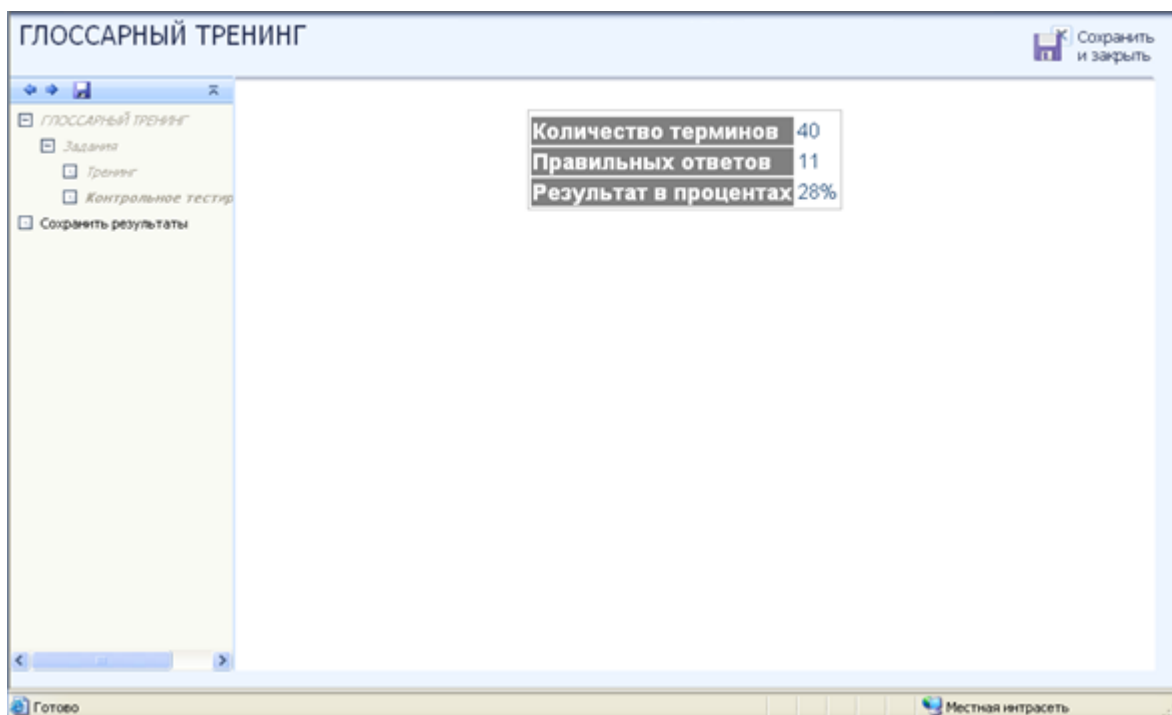 ГЛОССАРНЫЙ ТРЕНИНГ
Сохранить
и закрыть
ГЛОССАРНЫЙ ТРЕНИНГ
Задания
Тренинг
Контрольное тестир
Сохранить результаты
Количество терминов 40
Правильных ответов 11
Результат в процентах 28%
Готово
Местная интрасеть